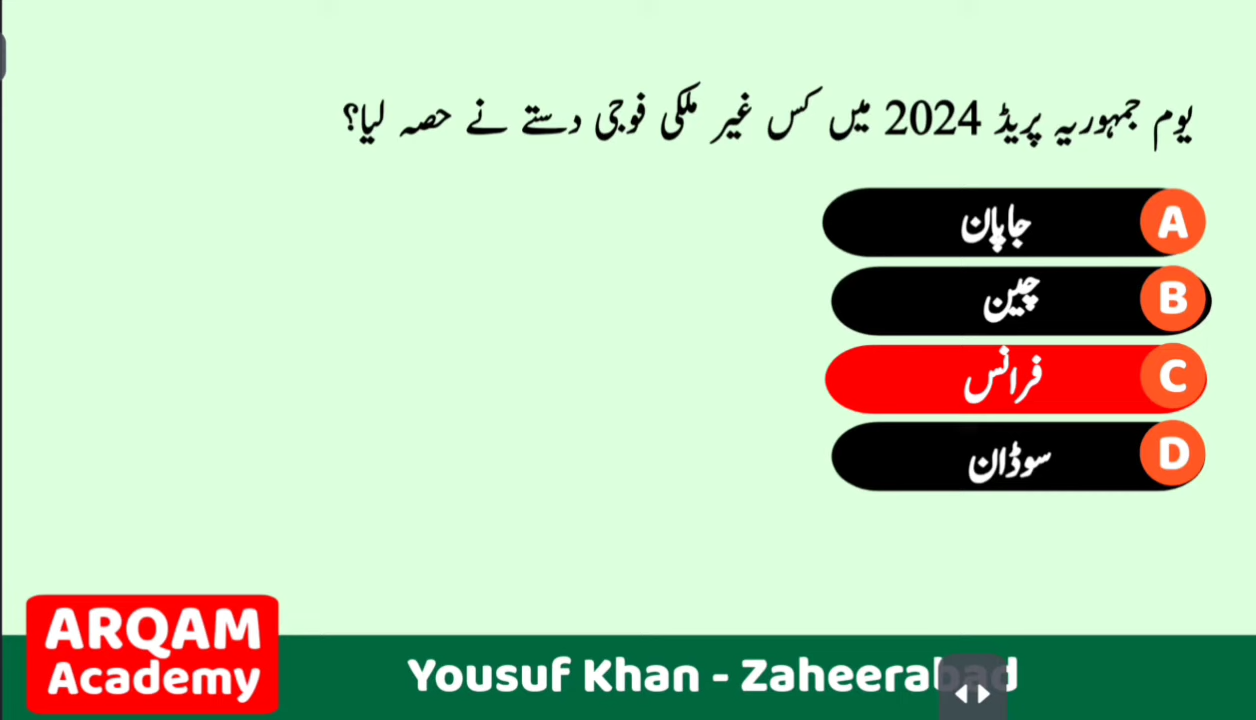 یوم جمہوریہ پریڈ 2024 میں کس غیر ملکی فوجی دستے نے حصہ لیا؟
A جاپان
B چین
C فرانس
D سوڈان
ARQAM
Academy
Yousuf Khan - Zaheerabad